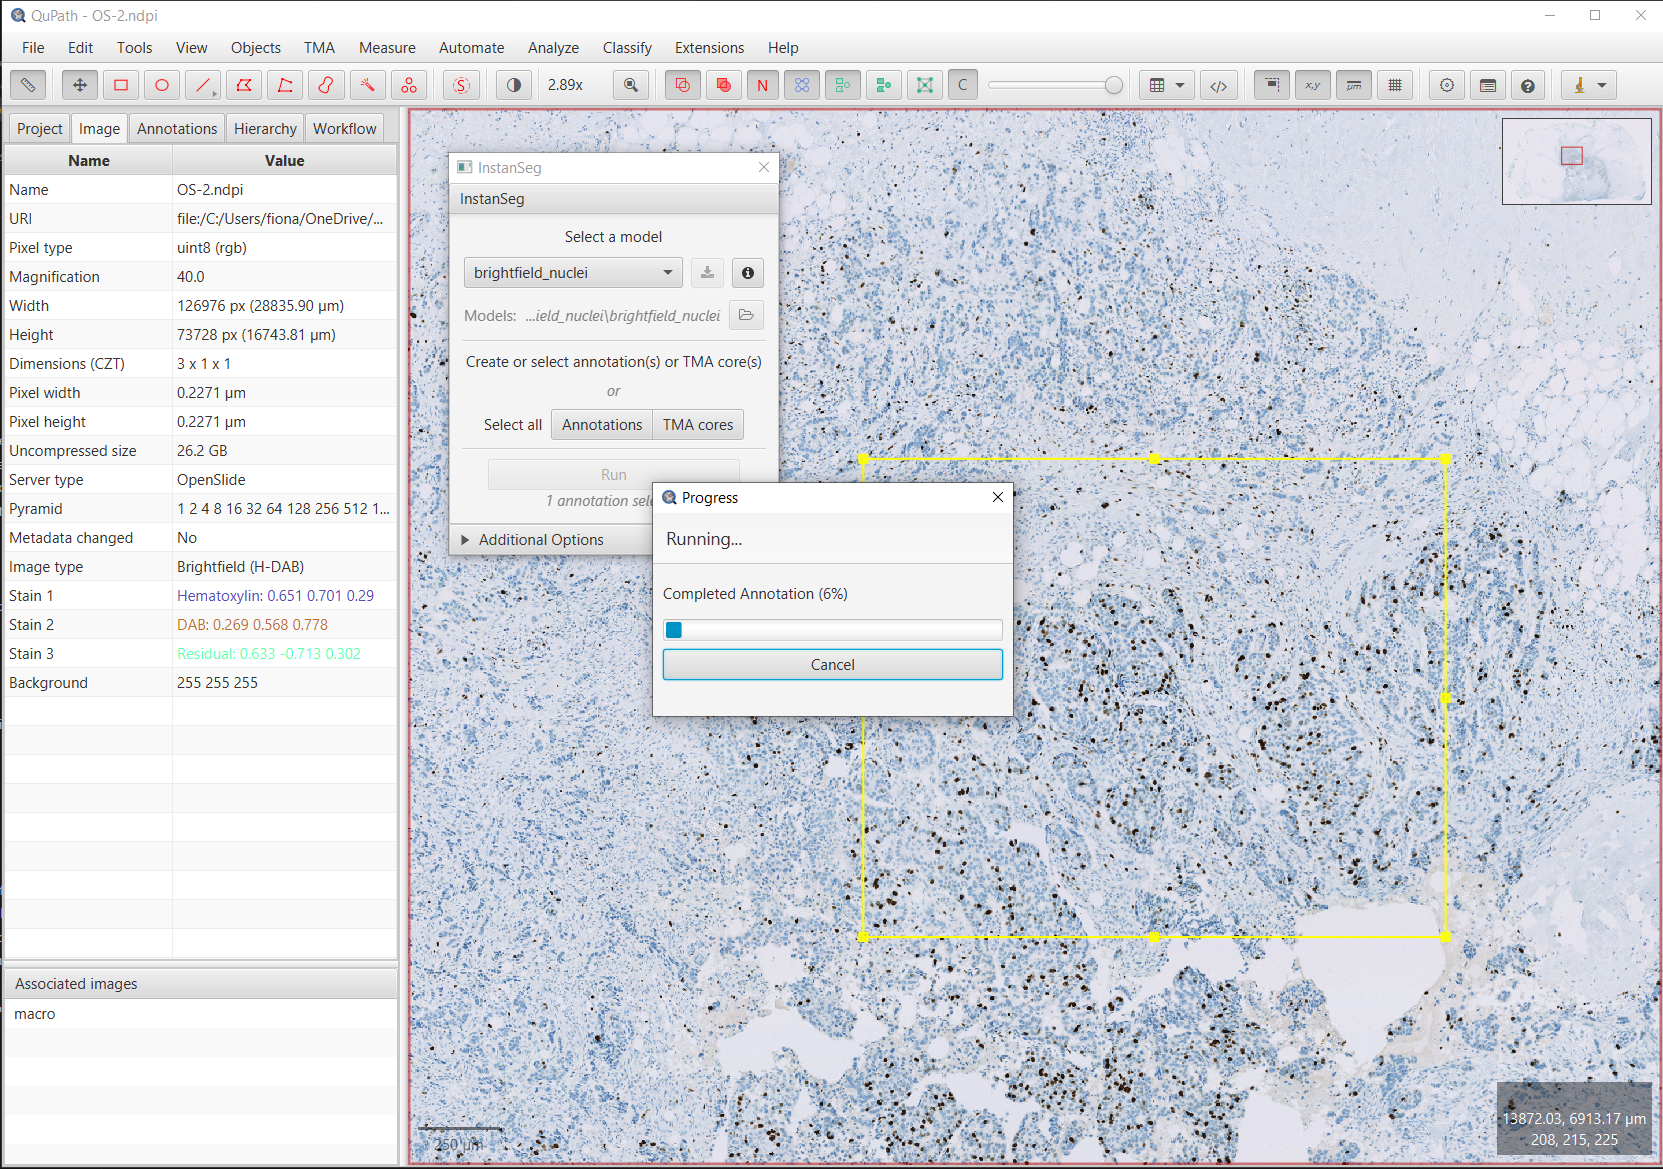 QuPath - OS-2.ndpi
File Edit Tools View Objects TMA Measure Automate Analyze Classify Extensions Help
2.89x
S
N
C
x,y
μm
Project Image Annotations Hierarchy Workflow
Name Value
Name OS-2.ndpi
URI file:/C:/Users/fiona/OneDrive/...
Pixel type uint8 (rgb)
Magnification 40.0
Width 126976 px (28835.90 μm)
Height 73728 px (16743.81 μm)
Dimensions (CZT) 3 x 1 x 1
Pixel width 0.2271 μm
Pixel height 0.2271 μm
Uncompressed size 26.2 GB
Server type OpenSlide
Pyramid 1 2 4 8 16 32 64 128 256 512 1...
Metadata changed No
Image type Brightfield (H-DAB)
Stain 1 Hematoxylin: 0.651 0.701 0.29
Stain 2 DAB: 0.269 0.568 0.778
Stain 3 Residual: 0.633 -0.713 0.302
Background 255 255 255
Associated images
macro
InstanSeg
InstanSeg
Select a model
brightfield_nuclei
Models: ...ield_nuclei\brightfield_nuclei
Create or select annotation(s) or TMA core(s)
or
Select all Annotations TMA cores
Run
1 annotation sele
Additional Options
Progress
Running...
Completed Annotation (6%)
Cancel
250 μm
13872.03, 6913.17 μm
208, 215, 225